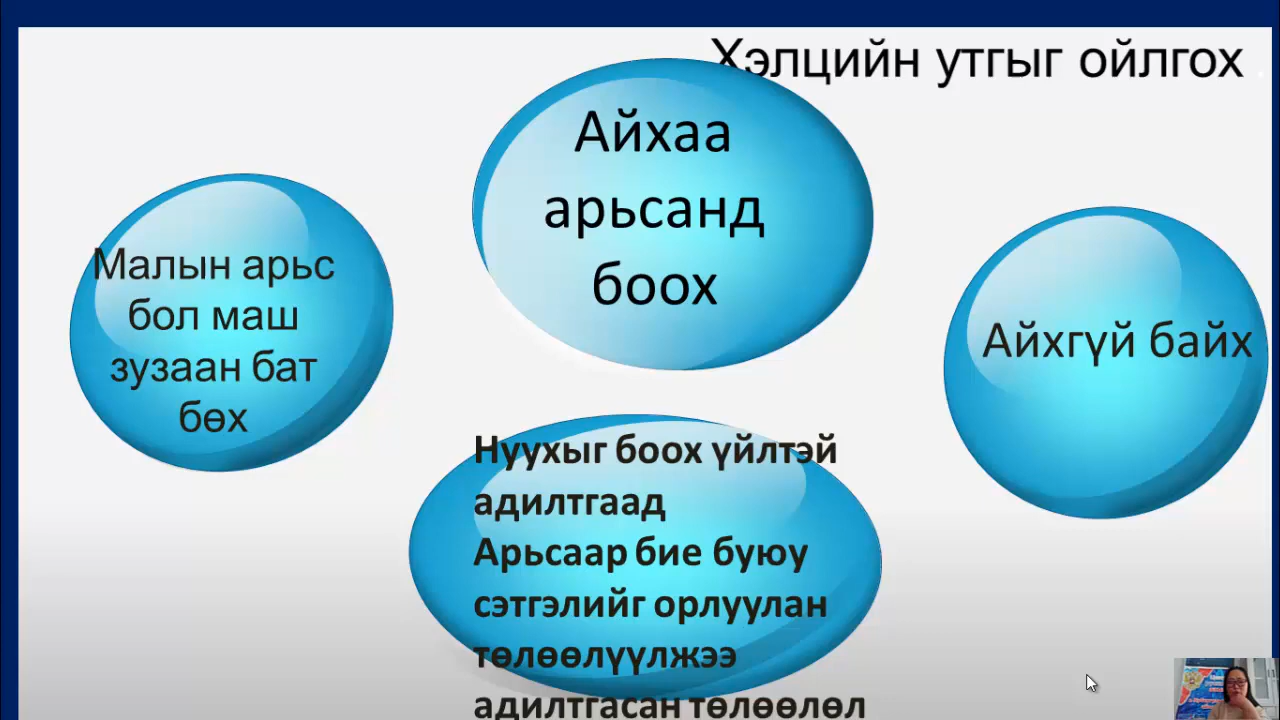 Хэлцийн утгыг ойлгох
Айхаа
арьсанд
боох
Малын арьс
бол маш
зузаан бат
бөх
Айхгүй байх
Нуухыг боох үйлтэй
адилтгаад
Арьсаар бие буюу
сэтгэлийг орлуулан
төлөөлүүлжээ
адилтгасан төлөөлөл